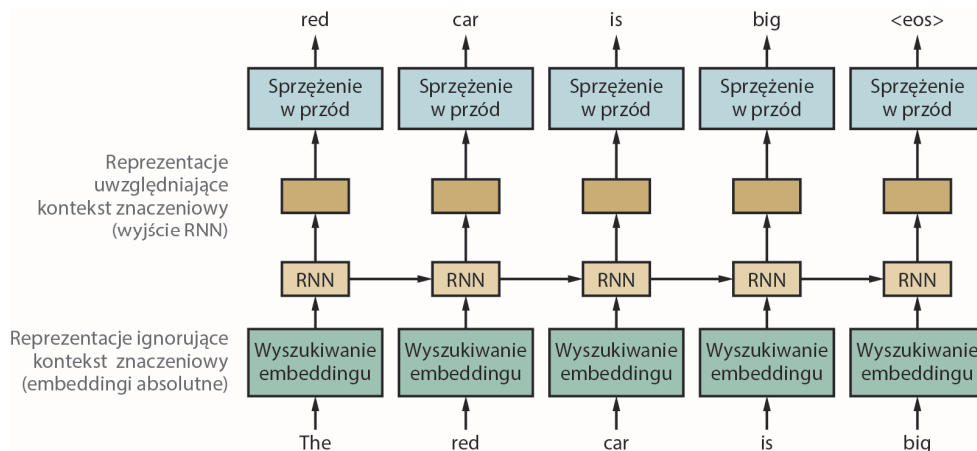 red car is big <eos>
Sprzężenie w przód Sprzężenie w przód Sprzężenie w przód Sprzężenie w przód Sprzężenie w przód
Reprezentacje
uwzględniające
kontekst znaczeniowy
(wyjście RNN)
RNN RNN RNN RNN RNN
Reprezentacje ignorujące
kontekst znaczeniowy
(embeddingi absolutne)
Wyszukiwanie embeddingu Wyszukiwanie embeddingu Wyszukiwanie embeddingu Wyszukiwanie embeddingu Wyszukiwanie embeddingu
The red car is big